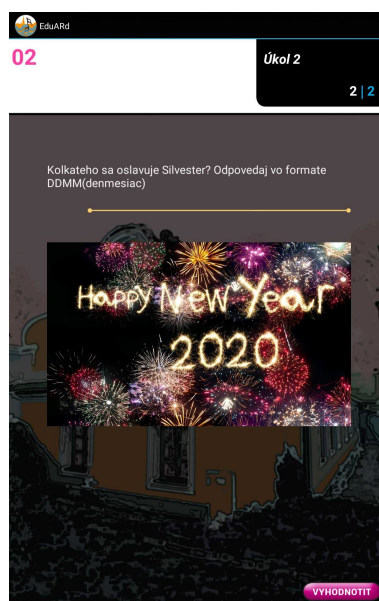 EduARd
02
Úkol 2
2 | 2
Kolkateho sa oslavuje Silvester? Odpovedaj vo formate
DDMM(denmesiac)
Happy New Year
2020
VYHODNOTIT